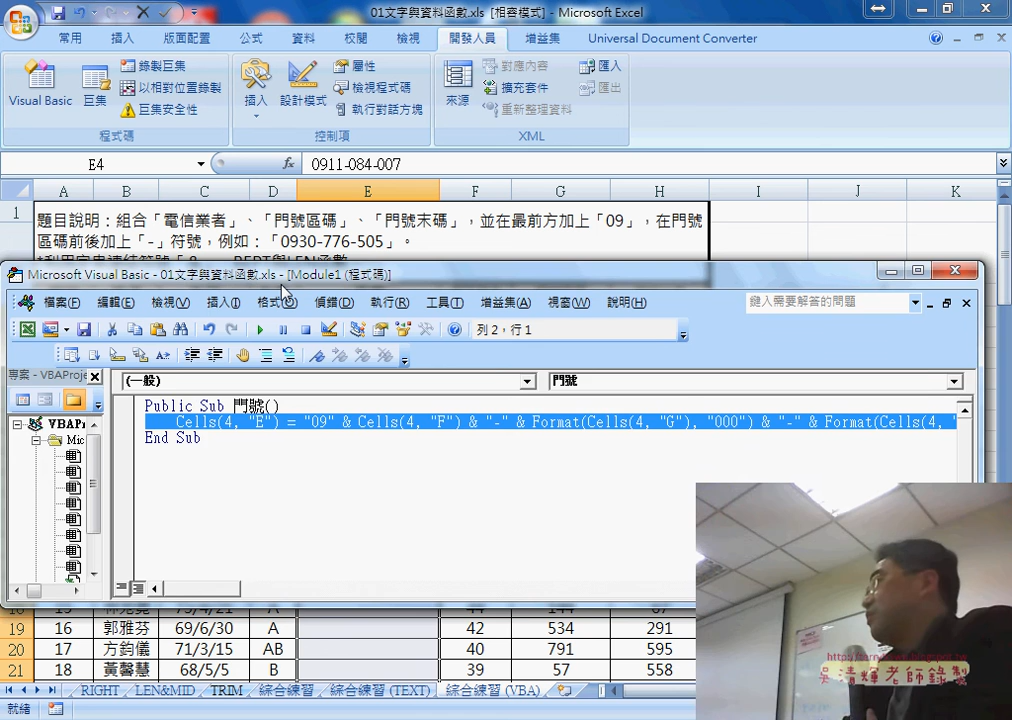 01文字與資料函數.xls [相容模式] - Microsoft Excel
常用 插入 版面配置 公式 資料 校閱 檢視 開發人員 增益集 Universal Document Converter
Visual Basic 巨集 錄製巨集 以相對位置錄製 巨集安全性 插入 設計模式 屬性 檢視程式碼 執行對話方塊 來源 對應內容 擴充套件 重新整理資料 匯入 匯出
程式碼 控制項 XML
E4 fx 0911-084-007
A B C D E F G H I J K
1 題目說明：組合「電信業者」、「門號區碼」、「門號末碼」，並在最前方加上「09」，在門號
區碼前後加上「-」符號，例如：「0930-776-505」。
Microsoft Visual Basic - 01文字與資料函數.xls - [Module1 (程式碼)]
檔案(F) 編輯(E) 檢視(V) 插入(I) 格式(O) 偵錯(D) 執行(R) 工具(T) 增益集(A) 視窗(W) 說明(H) 鍵入需要解答的問題
列 2，行 1
專案 - VBAProje
(一般) 門號
VBAPr
Mic
Public Sub 門號()
Cells(4, "E") = "09" & Cells(4, "F") & "-" & Format(Cells(4, "G"), "000") & "-" & Format(Cells(4,
End Sub
19 16 郭雅芬 69/6/30 A 42 534 291
20 17 方鈞儀 71/3/15 AB 40 791 595
21 18 黃馨慧 68/5/5 B 39 57 558
RIGHT LEN&MID TRIM 綜合練習 綜合練習 (TEXT) 綜合練習 (VBA)
就緒
吳清輝老師錄製